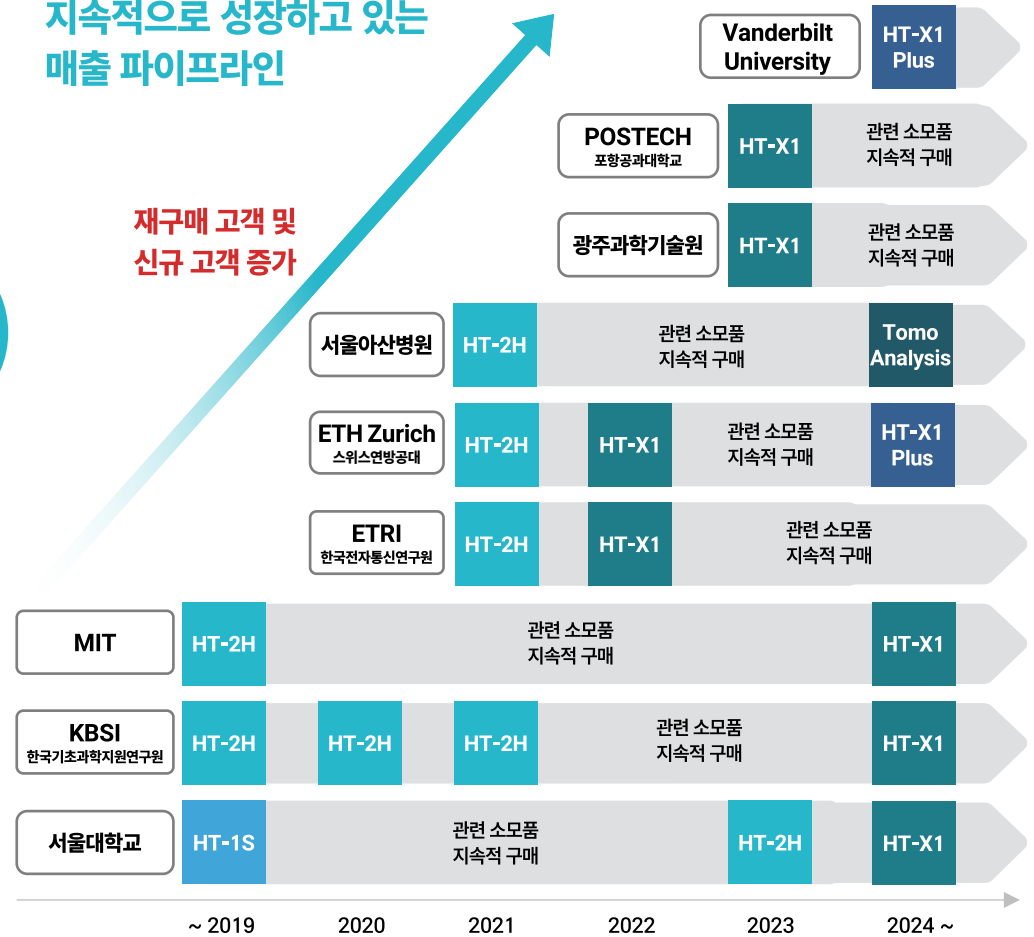 지속적으로 성장하고 있는
매출 파이프라인
재구매 고객 및
신규 고객 증가
Vanderbilt
University
HT-X1
Plus
POSTECH
포항공과대학교
HT-X1
관련 소모품
지속적 구매
광주과학기술원
HT-X1
관련 소모품
지속적 구매
서울아산병원
HT-2H
관련 소모품
지속적 구매
Tomo
Analysis
ETH Zurich
스위스연방공대
HT-2H
HT-X1
관련 소모품
지속적 구매
HT-X1
Plus
ETRI
한국전자통신연구원
HT-2H
HT-X1
관련 소모품
지속적 구매
MIT
HT-2H
관련 소모품
지속적 구매
HT-X1
KBSI
한국기초과학지원연구원
HT-2H
HT-2H
HT-2H
관련 소모품
지속적 구매
HT-X1
서울대학교
HT-1S
관련 소모품
지속적 구매
HT-2H
HT-X1
~ 2019
2020
2021
2022
2023
2024 ~